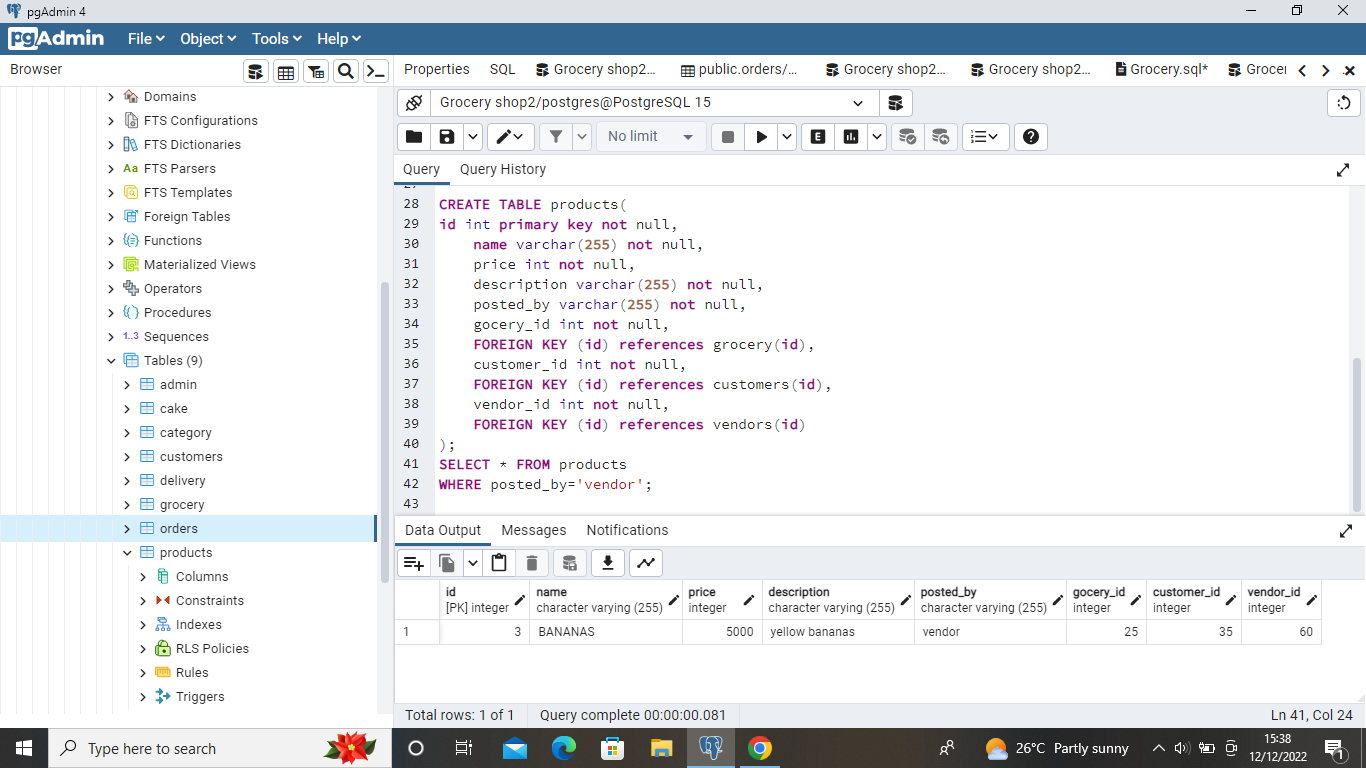 pgAdmin 4
pgAdmin File Object Tools Help
Browser
Properties SQL Grocery shop2... public.orders/... Grocery shop2... Grocery shop2... Grocery.sql* Grocer
Grocery shop2/postgres@PostgreSQL 15
No limit
E
Query Query History
Domains
FTS Configurations
FTS Dictionaries
Aa FTS Parsers
FTS Templates
Foreign Tables
Functions
Materialized Views
Operators
Procedures
1..3 Sequences
Tables (9)
admin
cake
category
customers
delivery
grocery
orders
products
Columns
Constraints
Indexes
RLS Policies
Rules
Triggers
27
28 CREATE TABLE products(
29 id int primary key not null,
30 name varchar(255) not null,
31 price int not null,
32 description varchar(255) not null,
33 posted_by varchar(255) not null,
34 gocery_id int not null,
35 FOREIGN KEY (id) references grocery(id),
36 customer_id int not null,
37 FOREIGN KEY (id) references customers(id),
38 vendor_id int not null,
39 FOREIGN KEY (id) references vendors(id)
40 );
41 SELECT * FROM products
42 WHERE posted_by='vendor';
43
Data Output Messages Notifications
id name price description posted_by gocery_id customer_id vendor_id
[PK] integer character varying (255) integer character varying (255) character varying (255) integer integer integer
1 3 BANANAS 5000 yellow bananas vendor 25 35 60
Total rows: 1 of 1 Query complete 00:00:00.081 Ln 41, Col 24
Type here to search
26°C Partly sunny
15:38
12/12/2022
1